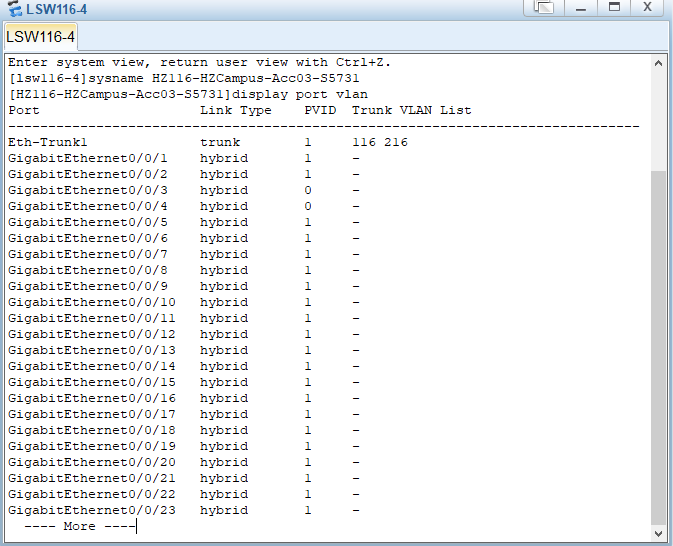 LSW116-4
X
LSW116-4
Enter system view, return user view with Ctrl+Z.
[lsw116-4]sysname HZ116-HZCampus-Acc03-S5731
[HZ116-HZCampus-Acc03-S5731]display port vlan
Port                    Link Type    PVID  Trunk VLAN List
-------------------------------------------------------------------------------
Eth-Trunk1              trunk        1     116 216
GigabitEthernet0/0/1    hybrid       1     -
GigabitEthernet0/0/2    hybrid       1     -
GigabitEthernet0/0/3    hybrid       0     -
GigabitEthernet0/0/4    hybrid       0     -
GigabitEthernet0/0/5    hybrid       1     -
GigabitEthernet0/0/6    hybrid       1     -
GigabitEthernet0/0/7    hybrid       1     -
GigabitEthernet0/0/8    hybrid       1     -
GigabitEthernet0/0/9    hybrid       1     -
GigabitEthernet0/0/10   hybrid       1     -
GigabitEthernet0/0/11   hybrid       1     -
GigabitEthernet0/0/12   hybrid       1     -
GigabitEthernet0/0/13   hybrid       1     -
GigabitEthernet0/0/14   hybrid       1     -
GigabitEthernet0/0/15   hybrid       1     -
GigabitEthernet0/0/16   hybrid       1     -
GigabitEthernet0/0/17   hybrid       1     -
GigabitEthernet0/0/18   hybrid       1     -
GigabitEthernet0/0/19   hybrid       1     -
GigabitEthernet0/0/20   hybrid       1     -
GigabitEthernet0/0/21   hybrid       1     -
GigabitEthernet0/0/22   hybrid       1     -
GigabitEthernet0/0/23   hybrid       1     -
  ---- More ----